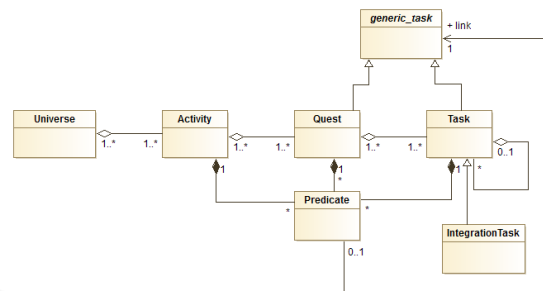 generic_task
+ link
1
Universe
Activity
Quest
Task
1..*
1..*
1..*
1..*
1..*
1..*
0..1
1
1
1
*
*
Predicate
*
*
IntegrationTask
0..1